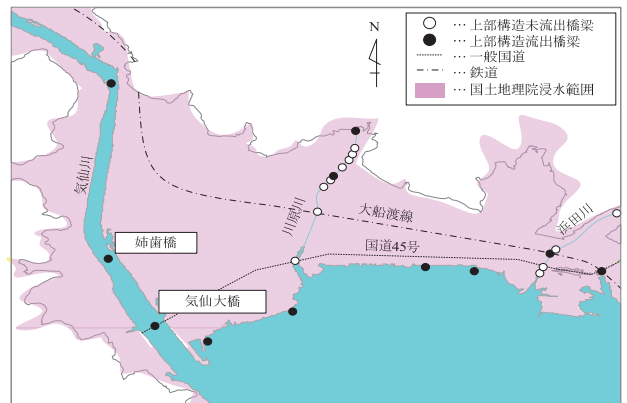 N
…上部構造未流出橋梁
…上部構造流出橋梁
…一般国道
…鉄道
…国土地理院浸水範囲
気仙川
川原川
大船渡線
浜田川
国道45号
姉歯橋
気仙大橋